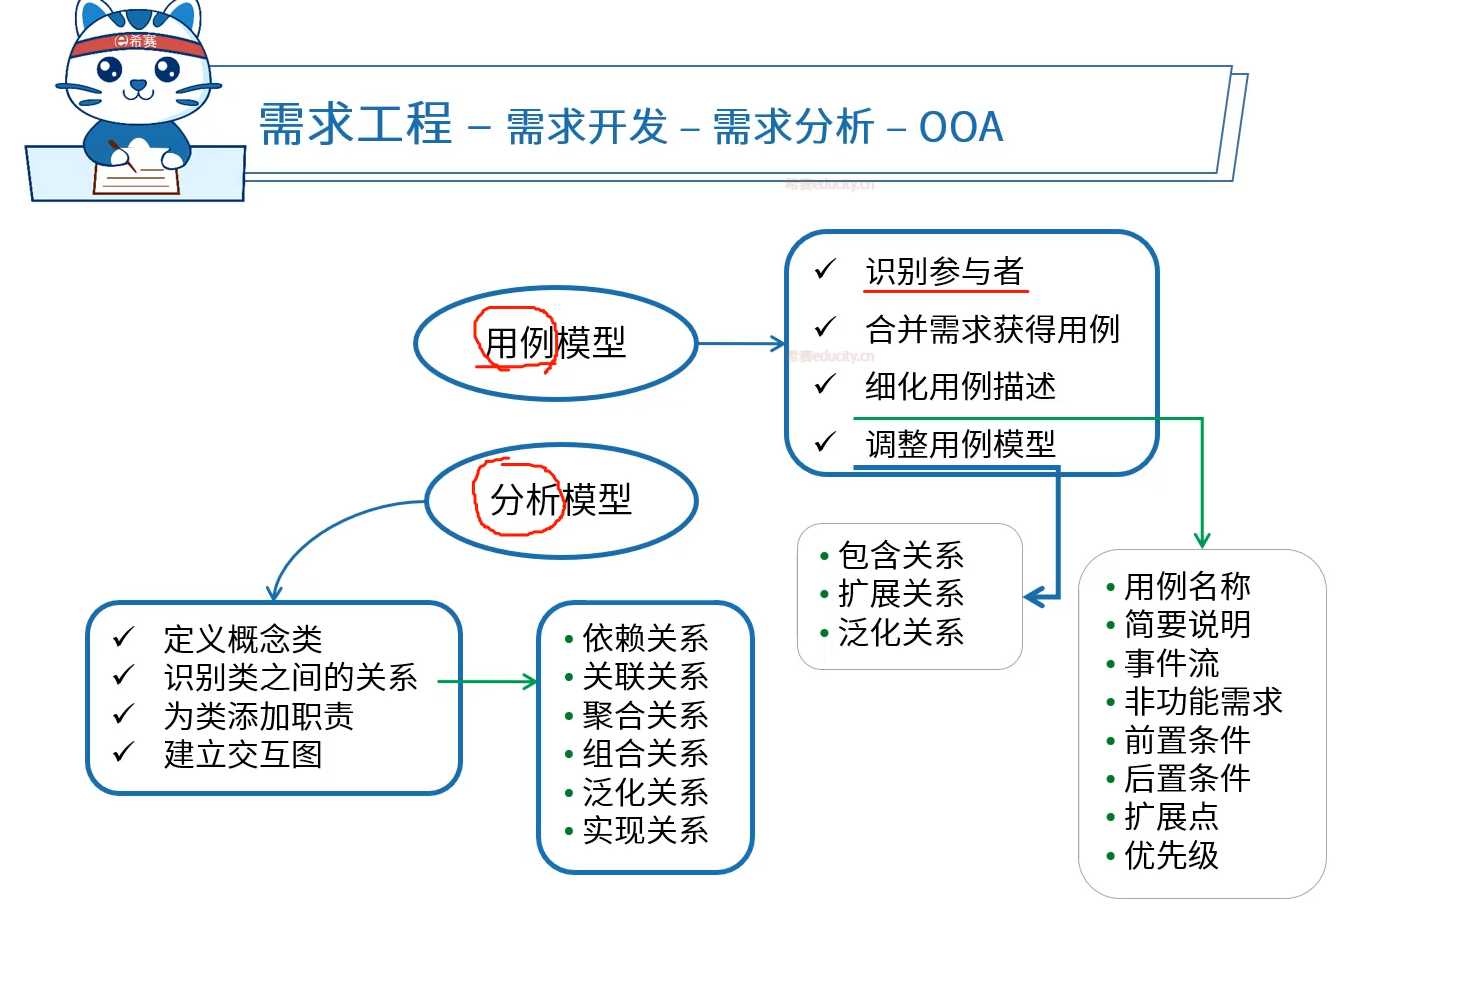 e希赛
需求工程 – 需求开发 – 需求分析 – OOA
希赛educity.cn
用例模型
✓ 识别参与者
✓ 合并需求获得用例
希赛educity.cn
✓ 细化用例描述
✓ 调整用例模型
分析模型
• 包含关系
• 扩展关系
• 泛化关系
• 用例名称
• 简要说明
• 事件流
• 非功能需求
• 前置条件
• 后置条件
• 扩展点
• 优先级
✓ 定义概念类
✓ 识别类之间的关系
✓ 为类添加职责
✓ 建立交互图
• 依赖关系
• 关联关系
• 聚合关系
• 组合关系
• 泛化关系
• 实现关系